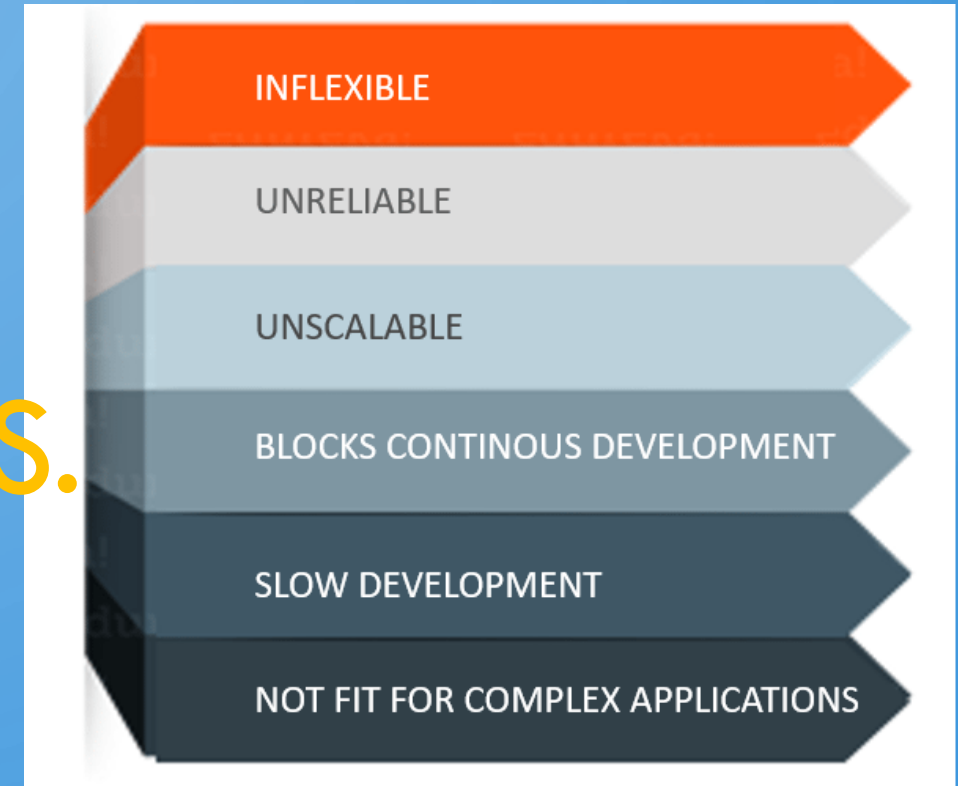 INFLEXIBLE
UNRELIABLE
UNSCALABLE
S.
BLOCKS CONTINOUS DEVELOPMENT
SLOW DEVELOPMENT
NOT FIT FOR COMPLEX APPLICATIONS